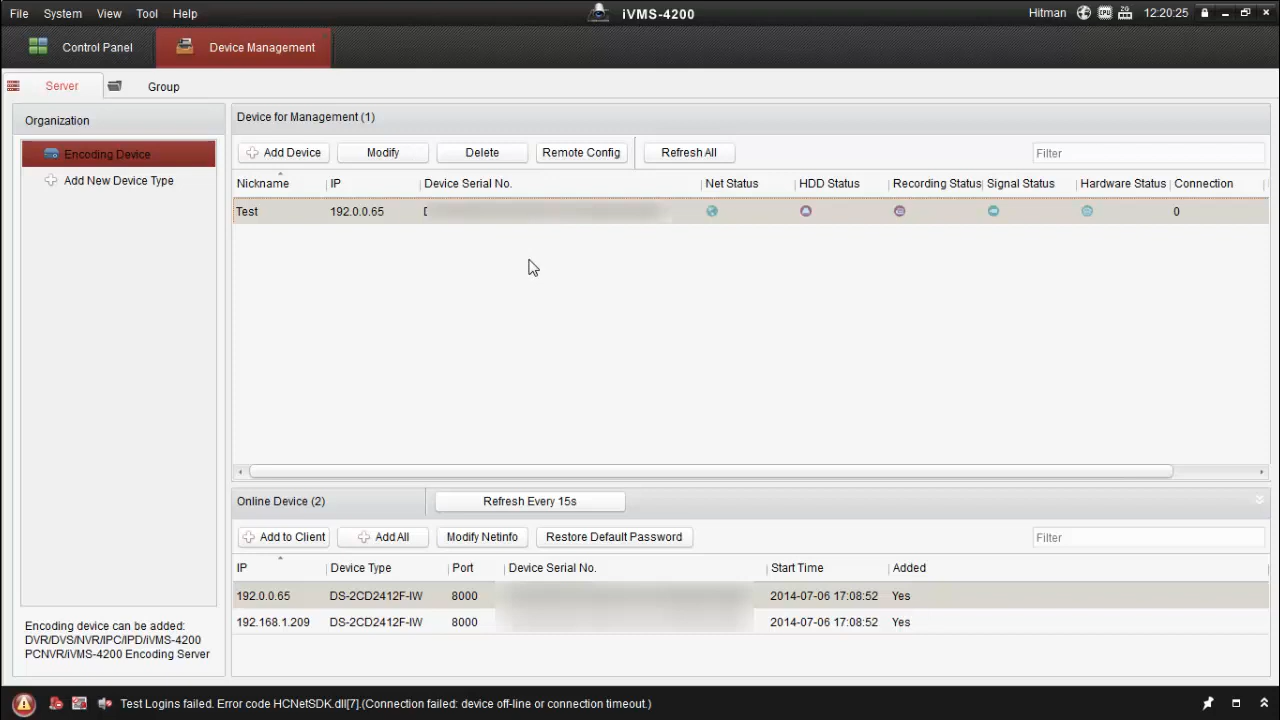 File System View Tool Help iVMS-4200 Hitman 12:20:25
Control Panel Device Management
Server Group
Organization
Encoding Device
Add New Device Type
Encoding device can be added:
DVR/DVS/NVR/IPC/IPD/iVMS-4200
PCNVR/iVMS-4200 Encoding Server
Device for Management (1)
Add Device Modify Delete Remote Config Refresh All Filter
Nickname IP Device Serial No. Net Status HDD Status Recording Status Signal Status Hardware Status Connection
Test 192.0.0.65 0
Online Device (2) Refresh Every 15s
Add to Client Add All Modify Netinfo Restore Default Password Filter
IP Device Type Port Device Serial No. Start Time Added
192.0.0.65 DS-2CD2412F-IW 8000 2014-07-06 17:08:52 Yes
192.168.1.209 DS-2CD2412F-IW 8000 2014-07-06 17:08:52 Yes
Test Logins failed. Error code HCNetSDK.dll[7].(Connection failed: device off-line or connection timeout.)